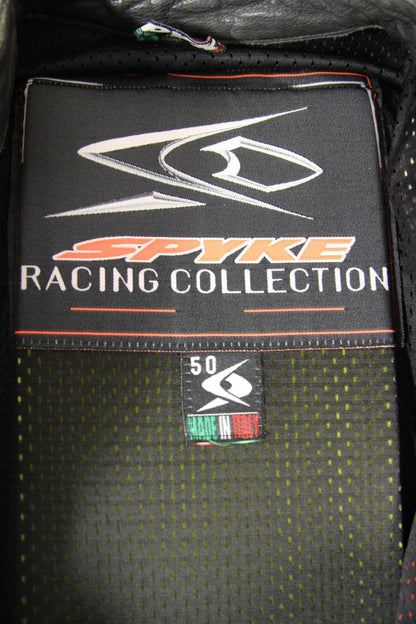 SPYKE
RACING COLLECTION
50
MADE IN ITALY